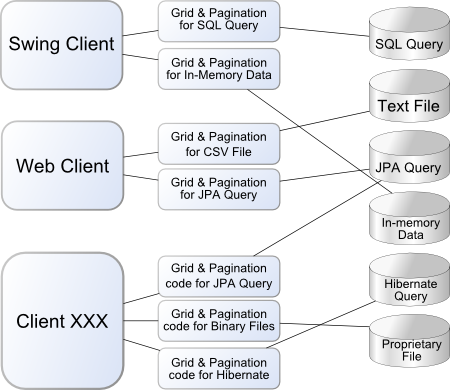 Swing Client
Grid & Pagination
for SQL Query
Grid & Pagination
for In-Memory Data
SQL Query
Text File
Web Client
Grid & Pagination
for CSV File
Grid & Pagination
for JPA Query
JPA Query
In-memory
Data
Client XXX
Grid & Pagination
code for JPA Query
Grid & Pagination
code for Binary Files
Grid & Pagination
code for Hibernate
Hibernate
Query
Proprietary
File